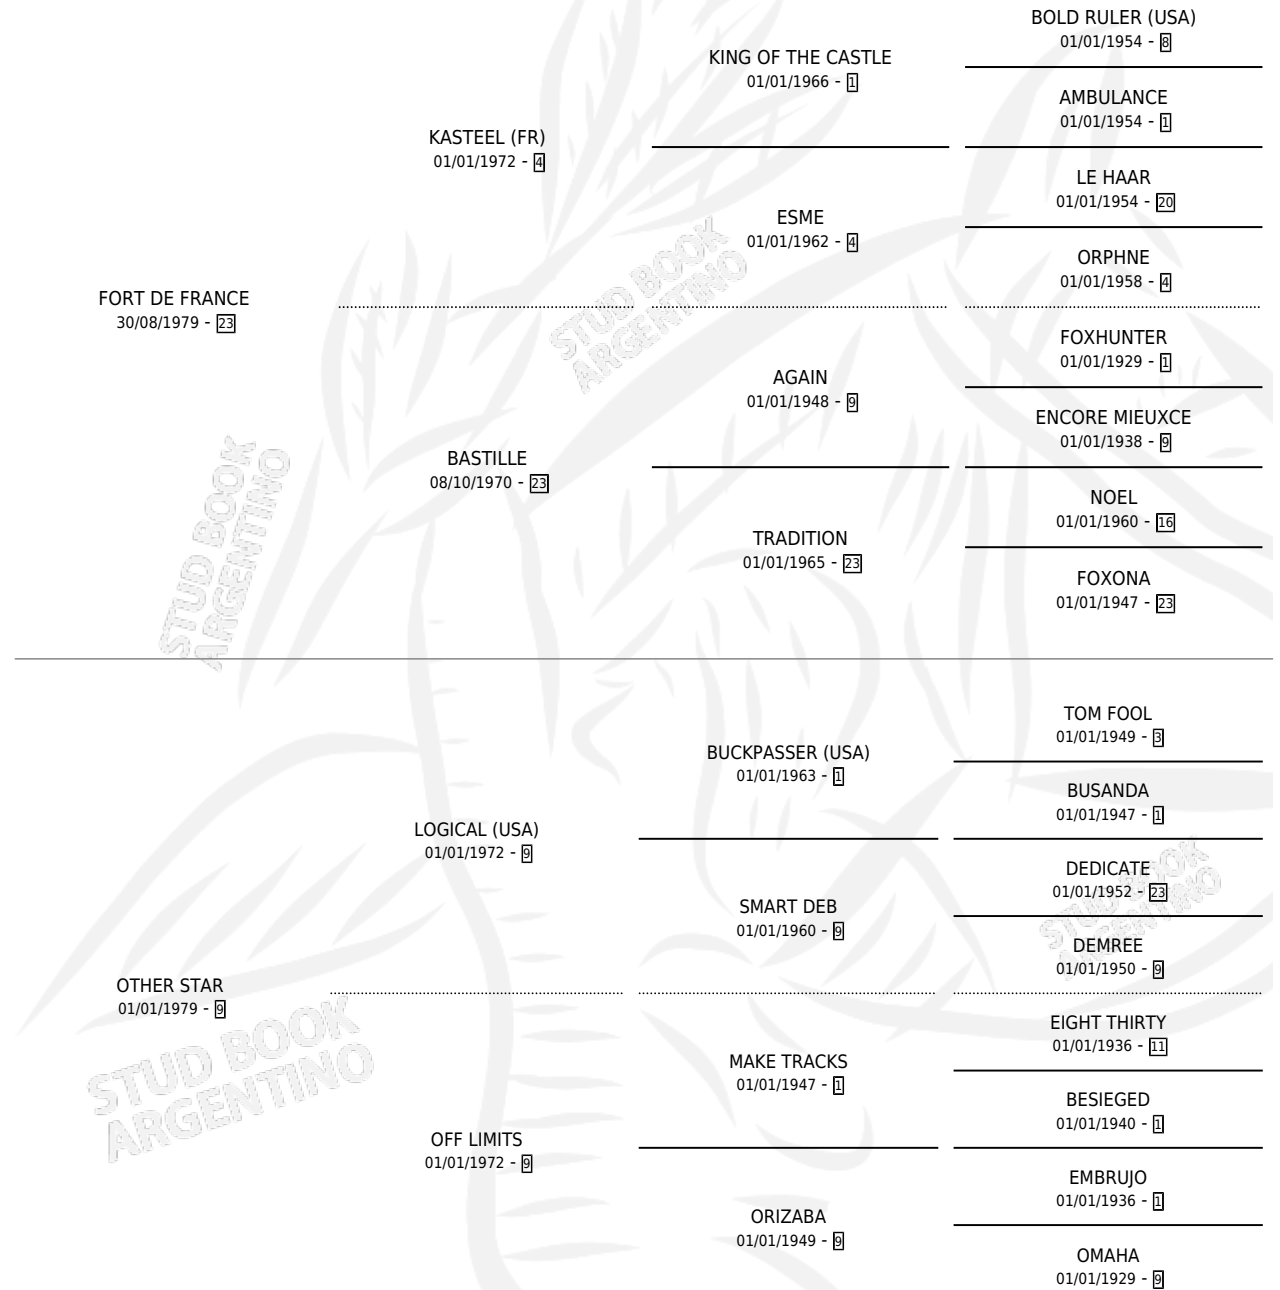 BOLD RULER (USA)
01/01/1954 - 8
KING OF THE CASTLE
01/01/1966 - 1
AMBULANCE
01/01/1954 - 1
KASTEEL (FR)
01/01/1972 - 4
LE HAAR
01/01/1954 - 20
ESME
01/01/1962 - 4
ORPHNE
01/01/1958 - 4
FORT DE FRANCE
30/08/1979 - 23
FOXHUNTER
01/01/1929 - 1
AGAIN
01/01/1948 - 9
ENCORE MIEUXCE
01/01/1938 - 9
BASTILLE
08/10/1970 - 23
NOEL
01/01/1960 - 16
TRADITION
01/01/1965 - 23
FOXONA
01/01/1947 - 23
TOM FOOL
01/01/1949 - 3
BUCKPASSER (USA)
01/01/1963 - 1
BUSANDA
01/01/1947 - 1
LOGICAL (USA)
01/01/1972 - 9
DEDICATE
01/01/1952 - 23
SMART DEB
01/01/1960 - 9
DEMREE
01/01/1950 - 9
OTHER STAR
01/01/1979 - 9
EIGHT THIRTY
01/01/1936 - 11
MAKE TRACKS
01/01/1947 - 1
BESIEGED
01/01/1940 - 1
OFF LIMITS
01/01/1972 - 9
EMBRUJO
01/01/1936 - 1
ORIZABA
01/01/1949 - 9
OMAHA
01/01/1929 - 9
STUD BOOK
ARGENTINO
STUD BOOK
ARGENTINO
STUD BOOK
ARGENTINO
STUD BOOK
ARGENTINO